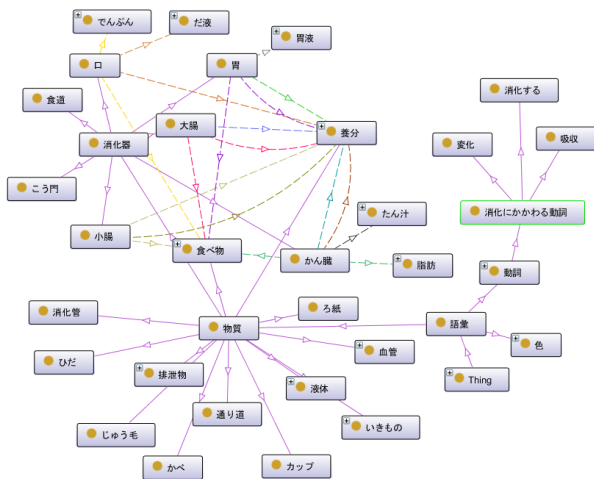 でんぷん
だ液
胃液
口
胃
消化する
食道
大腸
養分
変化
吸収
消化器
こう門
たん汁
消化にかかわる動詞
小腸
食べ物
かん臓
脂肪
動詞
消化管
ろ紙
物質
語彙
色
ひだ
血管
排泄物
液体
Thing
通り道
いきもの
じゅう毛
かべ
カップ